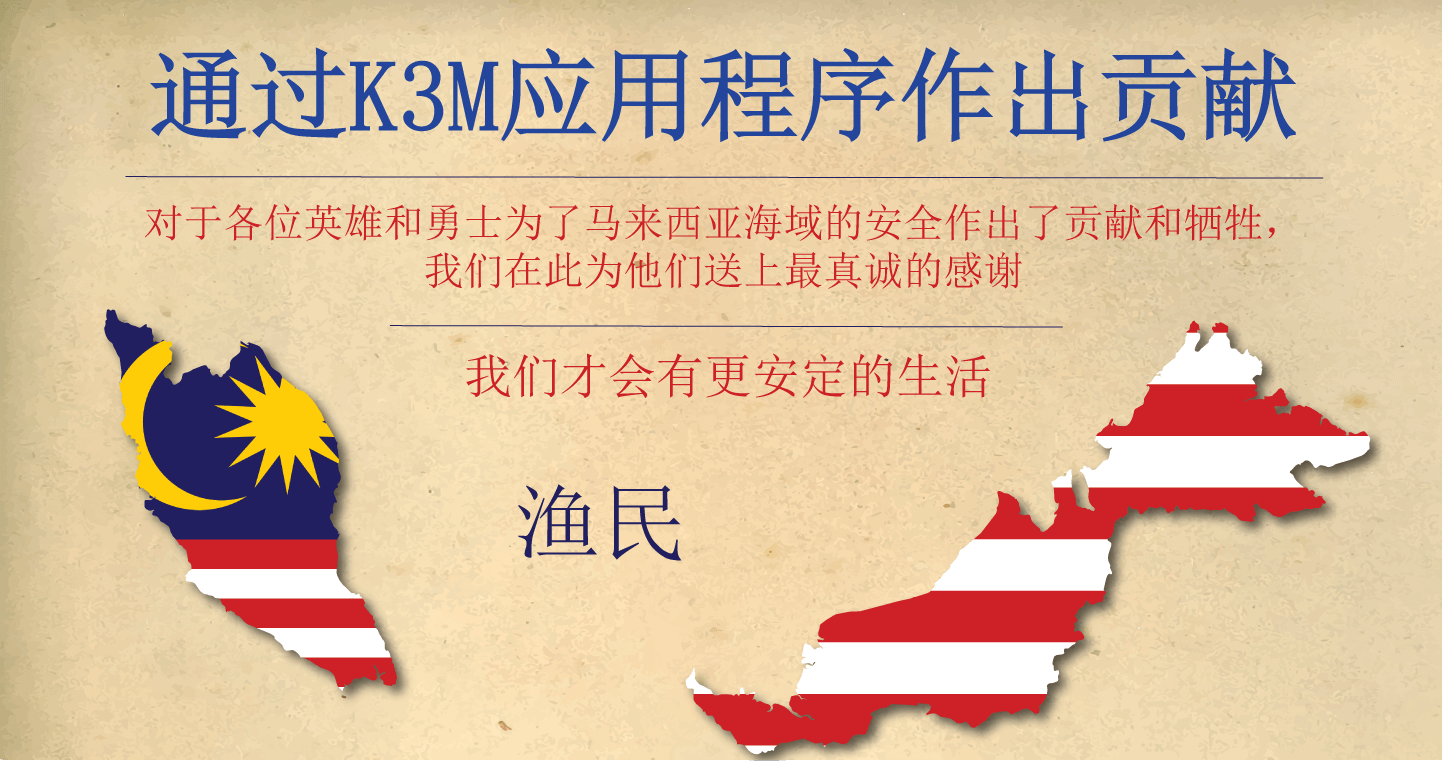 通过K3M应用程序作出贡献
对于各位英雄和勇士为了马来西亚海域的安全作出了贡献和牺牲，
我们在此为他们送上最真诚的感谢
我们才会有更安定的生活
渔民